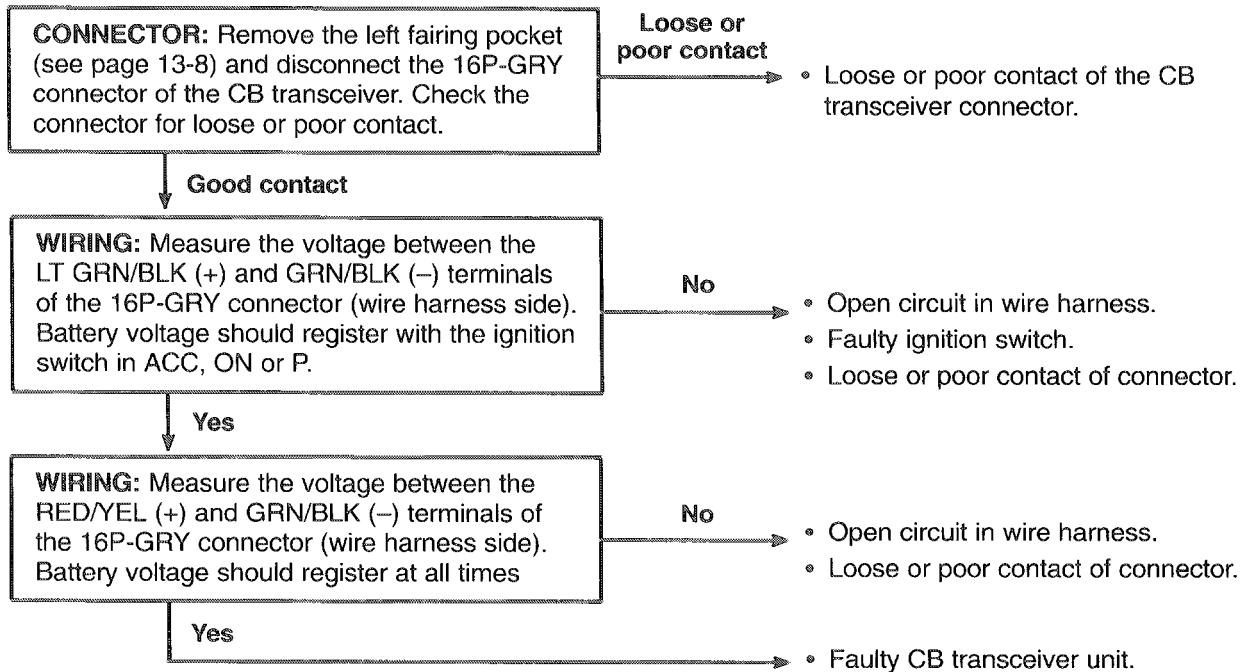 CONNECTOR: Remove the left fairing pocket
(see page 13-8) and disconnect the 16P-GRY
connector of the CB transceiver. Check the
connector for loose or poor contact.
Loose or
poor contact
• Loose or poor contact of the CB
transceiver connector.
Good contact
WIRING: Measure the voltage between the
LT GRN/BLK (+) and GRN/BLK (–) terminals
of the 16P-GRY connector (wire harness side).
Battery voltage should register with the ignition
switch in ACC, ON or P.
No
• Open circuit in wire harness.
• Faulty ignition switch.
• Loose or poor contact of connector.
Yes
WIRING: Measure the voltage between the
RED/YEL (+) and GRN/BLK (–) terminals of
the 16P-GRY connector (wire harness side).
Battery voltage should register at all times
No
• Open circuit in wire harness.
• Loose or poor contact of connector.
Yes
• Faulty CB transceiver unit.